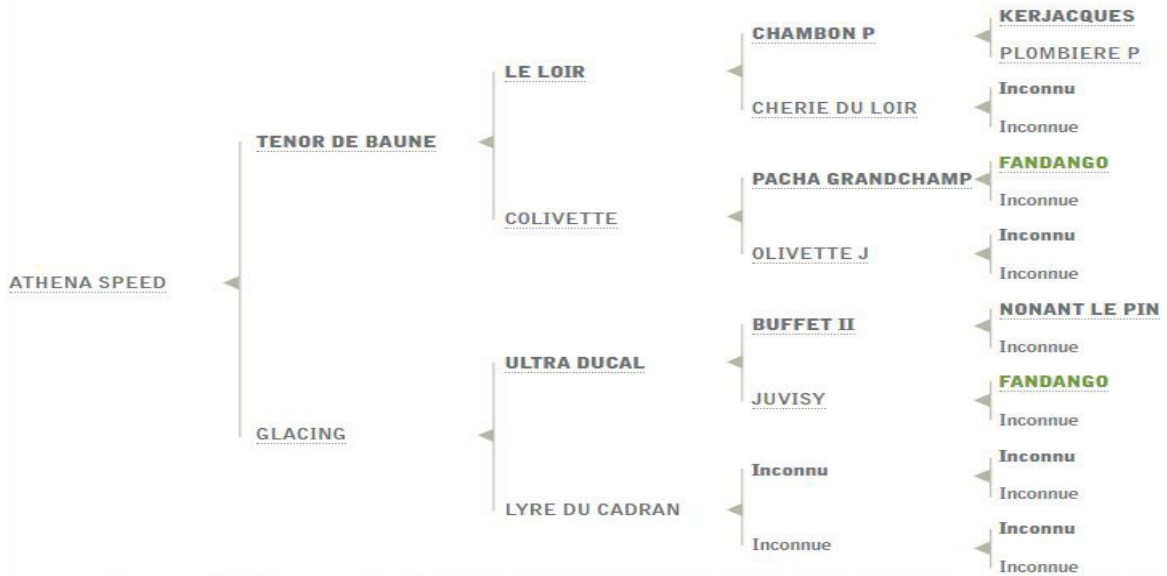 KERJACQUES
CHAMBON P
PLOMBIERE P
LE LOIR
Inconnu
CHERIE DU LOIR
Inconnue
TENOR DE BAUNE
FANDANGO
PACHA GRANDCHAMP
Inconnue
COLIVETTE
Inconnu
OLIVETTE J
Inconnue
ATHENA SPEED
NONANT LE PIN
BUFFET II
Inconnue
ULTRA DUCAL
FANDANGO
JUVISY
Inconnue
GLACING
Inconnu
Inconnu
Inconnue
LYRE DU CADRAN
Inconnu
Inconnue
Inconnue